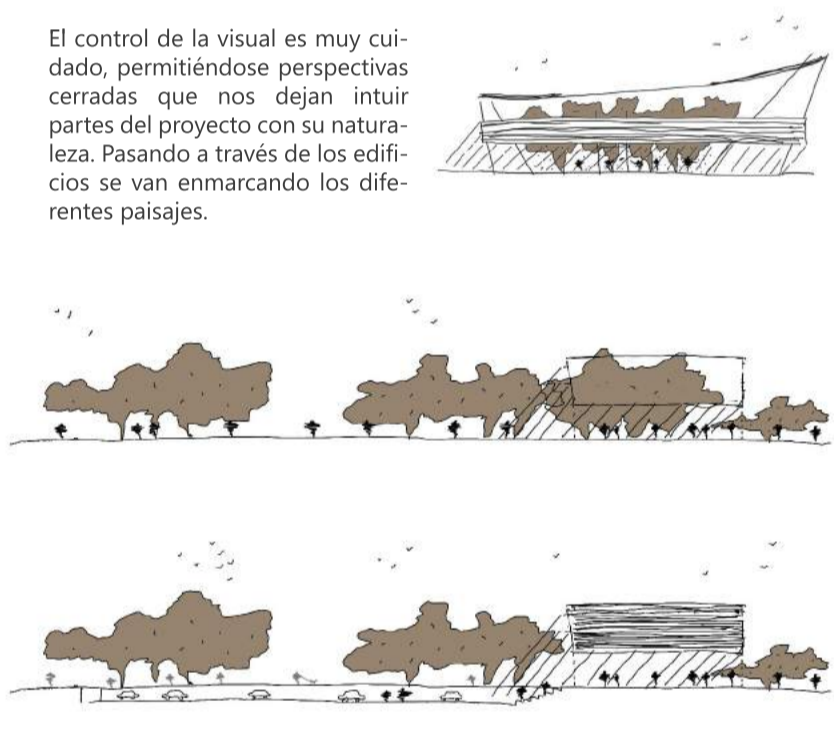 El control de la visual es muy cui-
dado, permitiéndose perspectivas
cerradas que nos dejan intuir
partes del proyecto con su natura-
leza. Pasando a través de los edifi-
cios se van enmarcando los dife-
rentes paisajes.